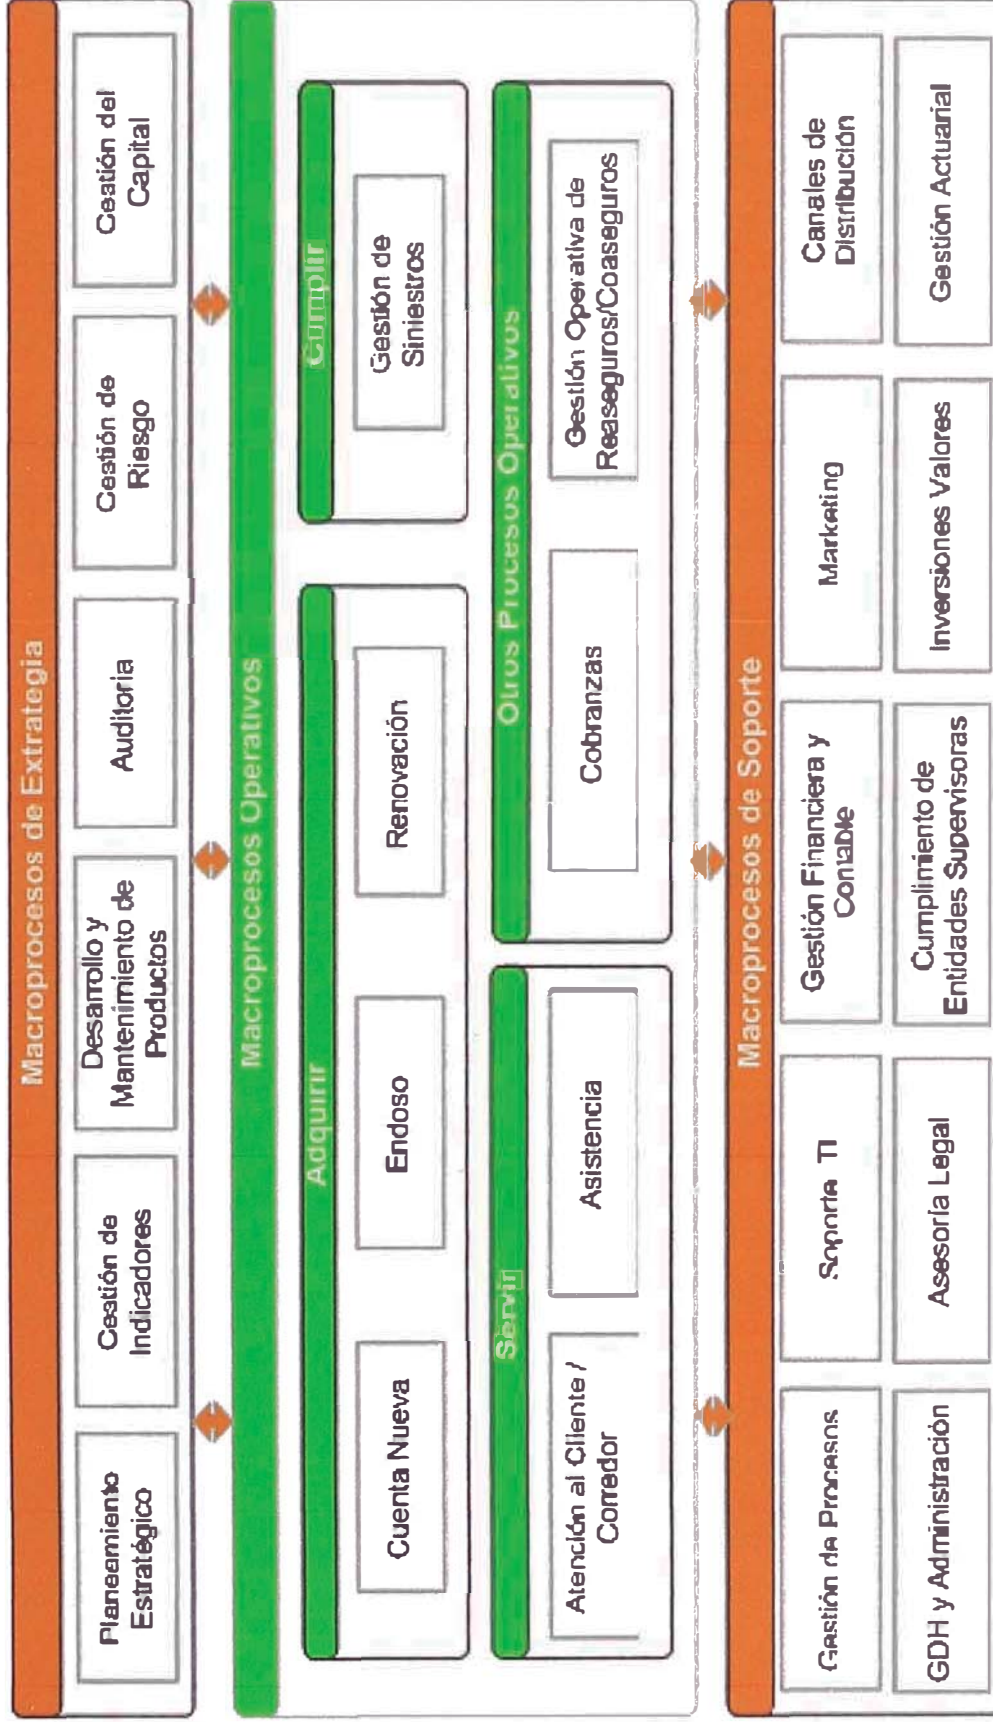 Macroprocesos de Extrategia
Planeamiento
Estratégico
Gestión de
Indicadores
Desarrollo y
Mantenimiento de
Productos
Auditoria
Gestión de
Riesgo
Gestión del
Capital
Macroprocesos Operativos
Adquirir
Cuenta Nueva
Endoso
Renovación
Cumplir
Gestión de
Siniestros
Servir
Atención al Cliente /
Corredor
Asistencia
Otros Procesos Operativos
Cobranzas
Gestión Operativa de
Reaseguros/Coaseguros
Macroprocesos de Soporte
Gestión de Procesos
Soporte TI
Gestión Financiera y
Contable
Marketing
Canales de
Distribución
GDH y Administración
Asesoría Legal
Cumplimiento de
Entidades Supervisoras
Inversiones Valores
Gestión Actuarial